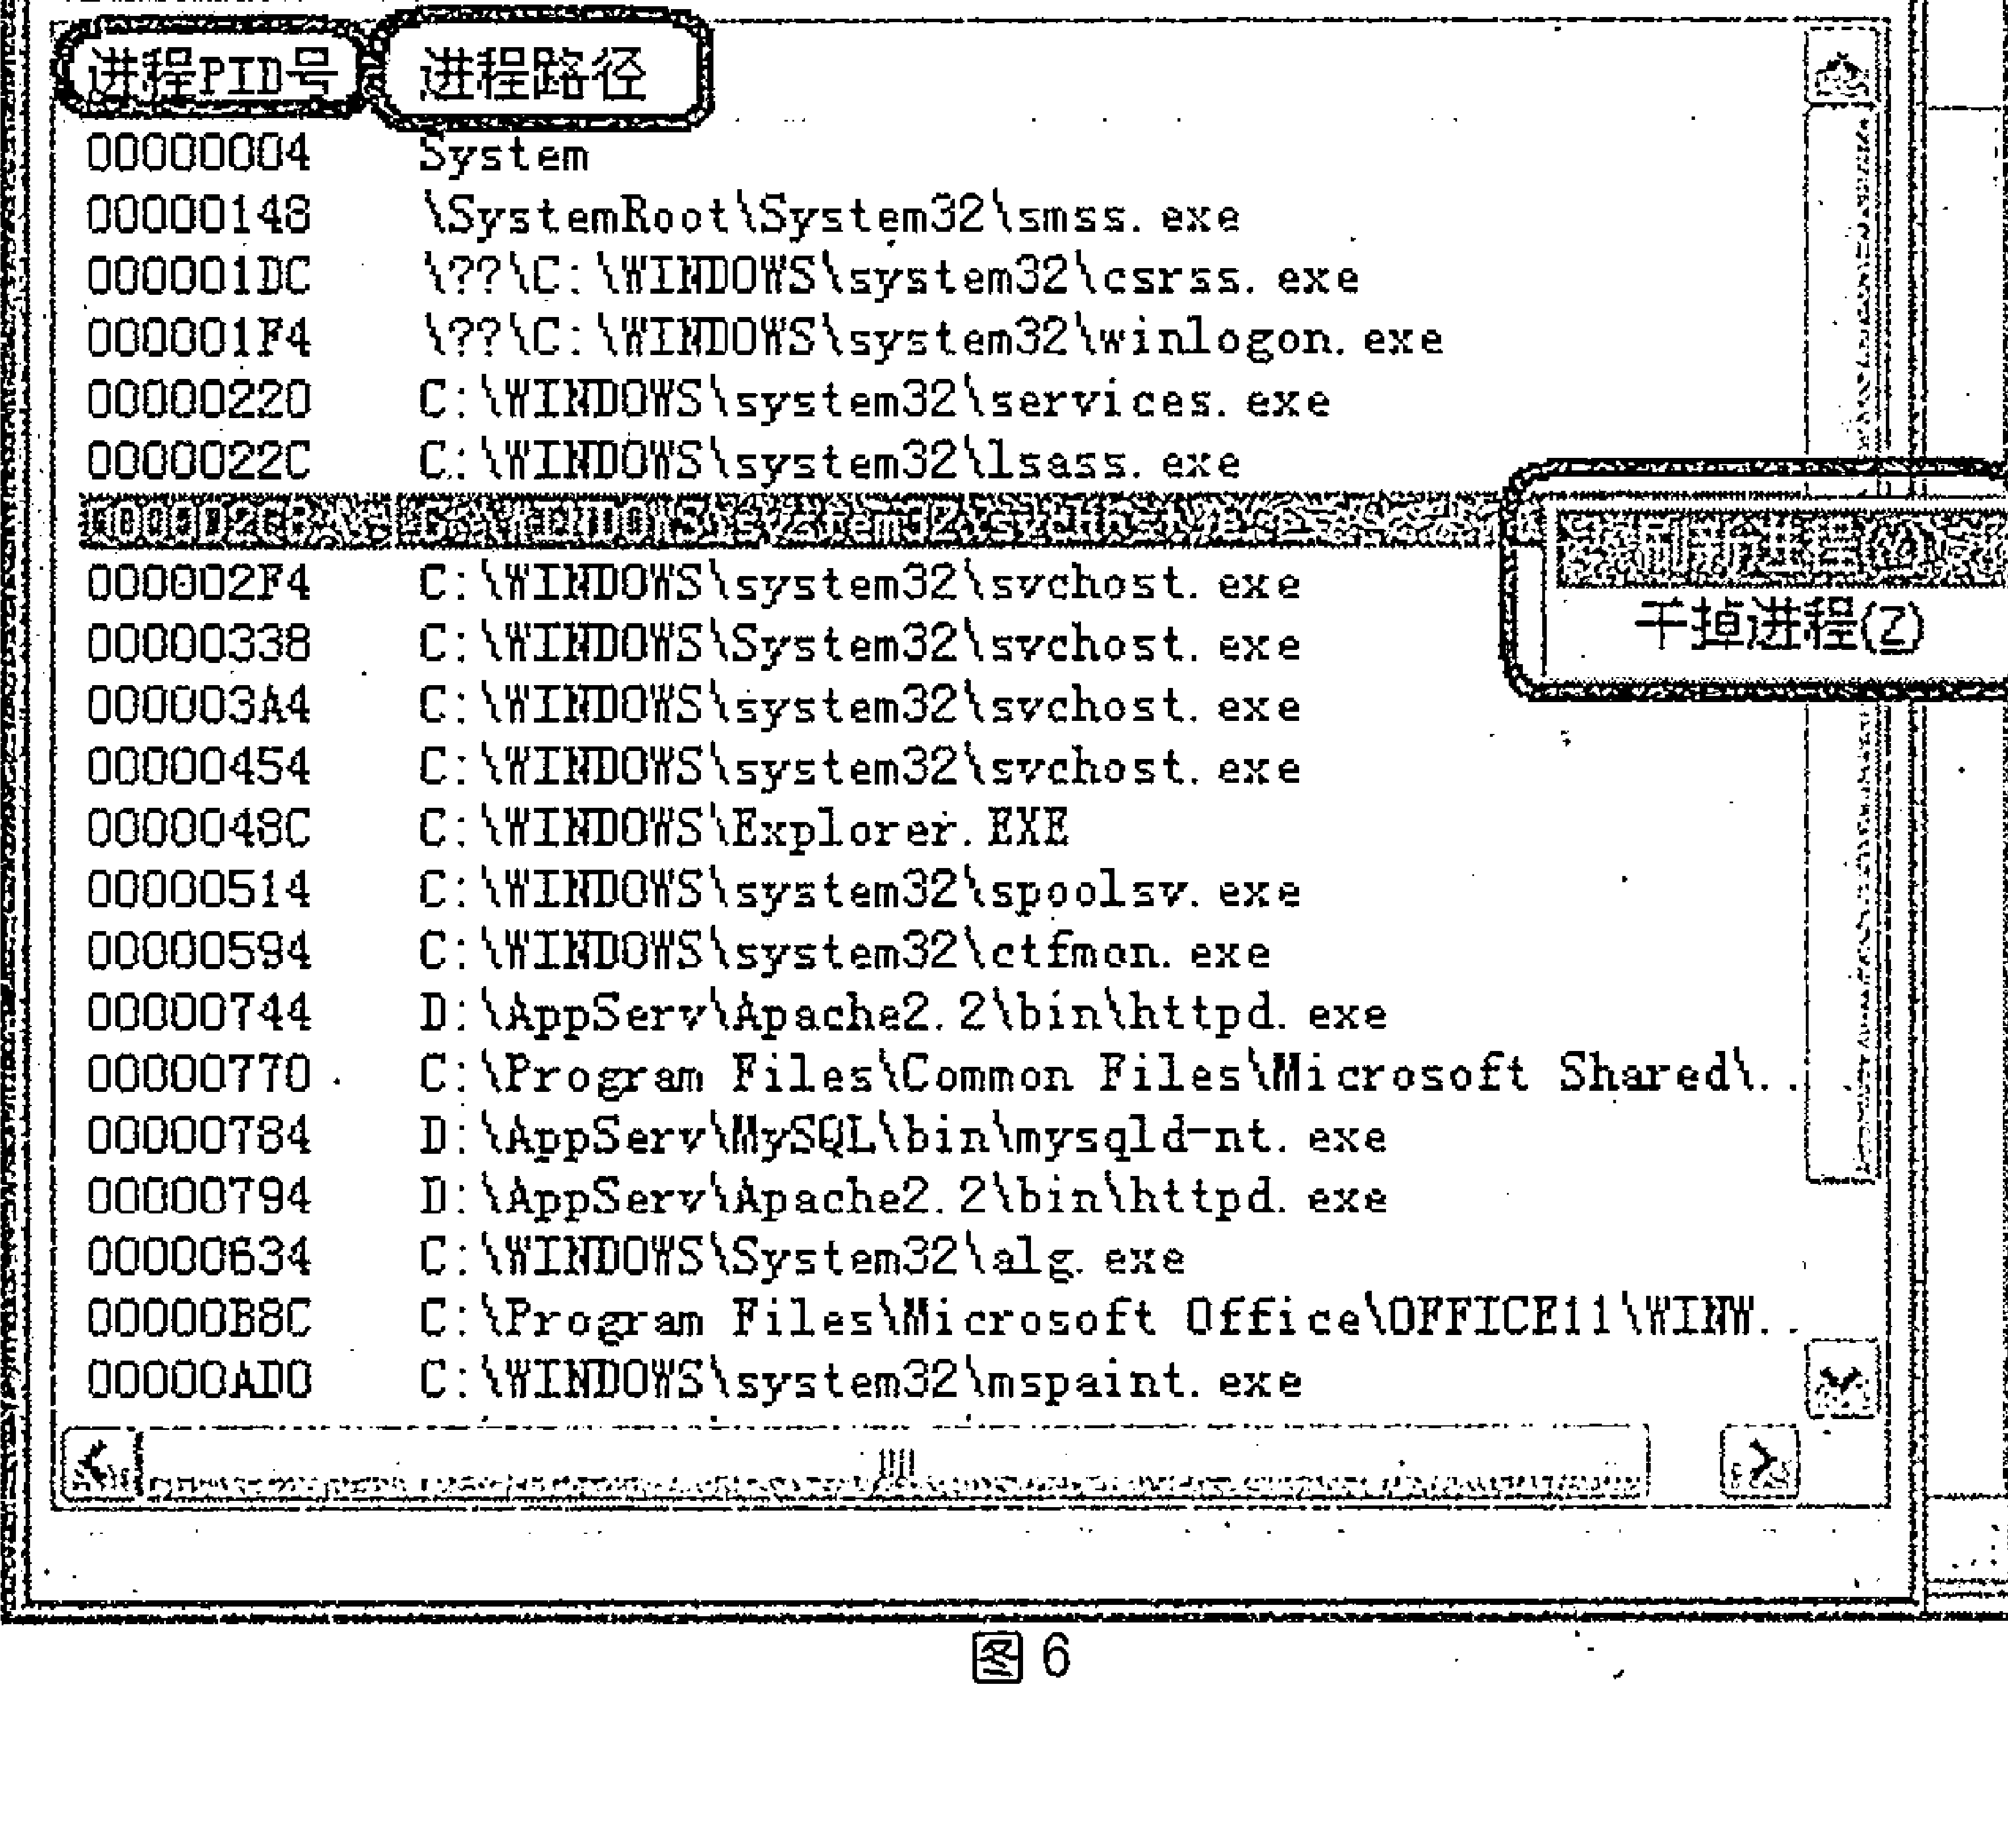 进程PID号 进程路径
00000004 System
00000148 \SystemRoot\System32\smss.exe
000001DC \??\C:\WINDOWS\system32\csrss.exe
000001F4 \??\C:\WINDOWS\system32\winlogon.exe
00000220 C:\WINDOWS\system32\services.exe
0000022C C:\WINDOWS\system32\lsass.exe
000002F4 C:\WINDOWS\system32\svchost.exe
干掉进程(Z)
00000338 C:\WINDOWS\System32\svchost.exe
000003A4 C:\WINDOWS\system32\svchost.exe
00000454 C:\WINDOWS\system32\svchost.exe
0000048C C:\WINDOWS\Explorer.EXE
00000514 C:\WINDOWS\system32\spoolsv.exe
00000594 C:\WINDOWS\system32\ctfmon.exe
00000744 D:\AppServ\Apache2.2\bin\httpd.exe
00000770 C:\Program Files\Common Files\Microsoft Shared\...
00000784 D:\AppServ\MySQL\bin\mysqld-nt.exe
00000794 D:\AppServ\Apache2.2\bin\httpd.exe
00000634 C:\WINDOWS\System32\alg.exe
00000B8C C:\Program Files\Microsoft Office\OFFICE11\WINW...
00000AD0 C:\WINDOWS\system32\mspaint.exe
图 6